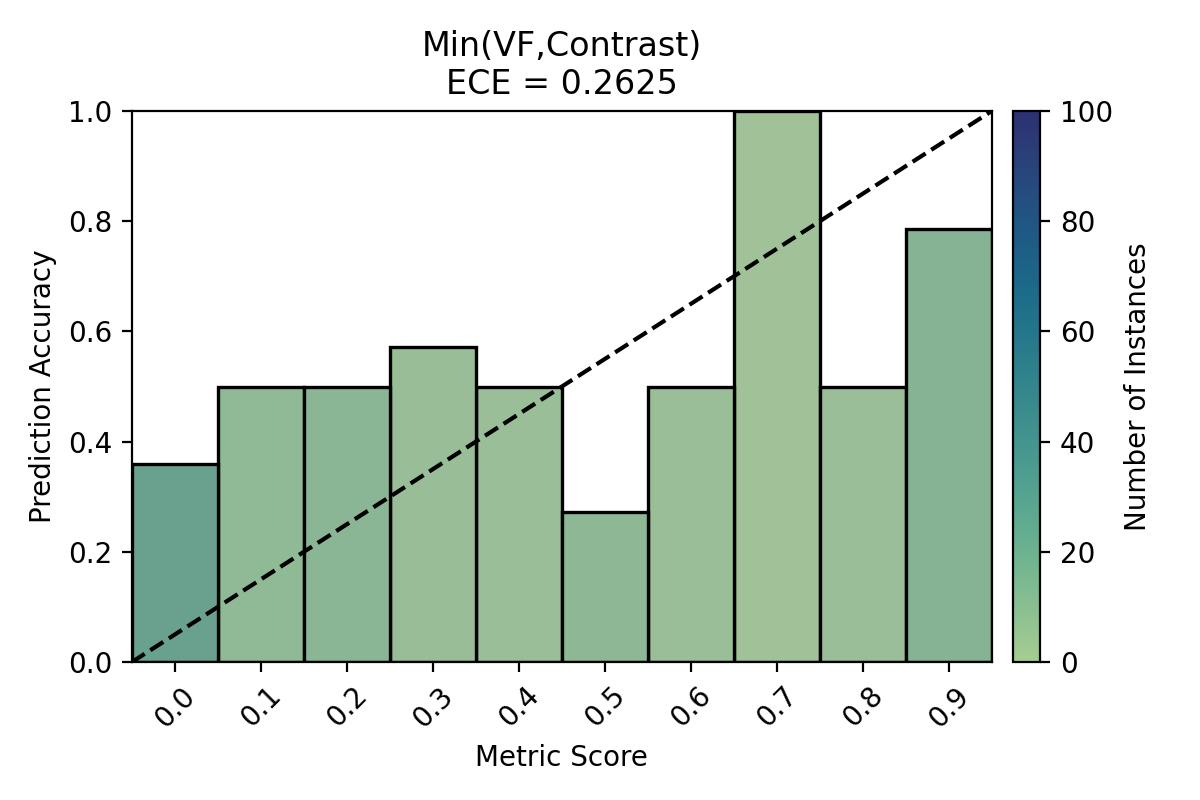 Min(VF,Contrast)
ECE = 0.2625
1.0
0.8
0.6
0.4
0.2
0.0
Prediction Accuracy
0.0 0.1 0.2 0.3 0.4 0.5 0.6 0.7 0.8 0.9
Metric Score
100
80
60
40
20
0
Number of Instances